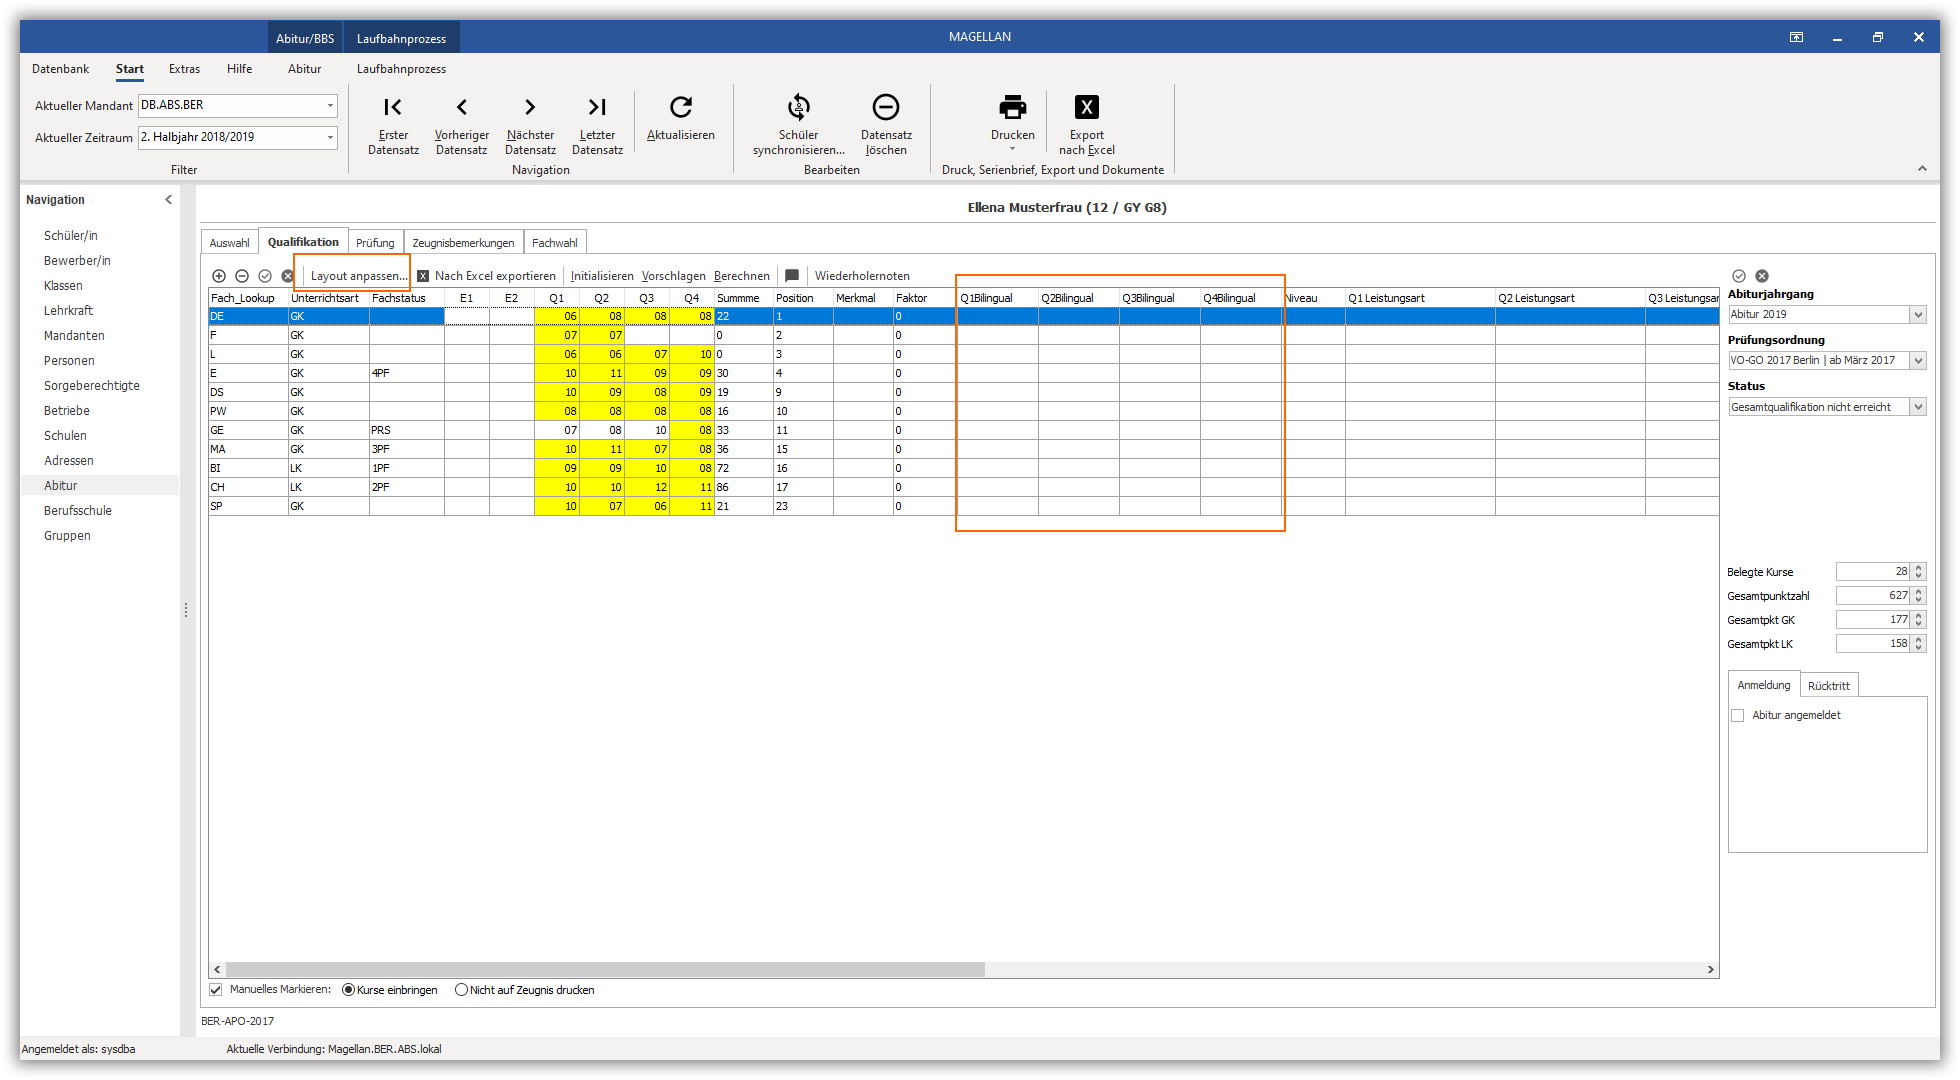 Abitur/BBS Laufbahnprozess MAGELLAN
Datenbank Start Extras Hilfe Abitur Laufbahnprozess
Aktueller Mandant DB.ABS.BER
Aktueller Zeitraum 2. Halbjahr 2018/2019
Filter
Erster Datensatz
Vorheriger Datensatz
Nächster Datensatz
Letzter Datensatz
Aktualisieren
Navigation
Schüler synchronisieren...
Datensatz löschen
Bearbeiten
Drucken
Export nach Excel
Druck, Serienbrief, Export und Dokumente
Navigation
Schüler/in
Bewerber/in
Klassen
Lehrkraft
Mandanten
Personen
Sorgeberechtigte
Betriebe
Schulen
Adressen
Abitur
Berufsschule
Gruppen
Ellena Musterfrau (12 / GY G8)
Auswahl Qualifikation Prüfung Zeugnisbemerkungen Fachwahl
Layout anpassen... Nach Excel exportieren Initialisieren Vorschlagen Berechnen Wiederholernoten
Fach_Lookup Unterrichtsart Fachstatus E1 E2 Q1 Q2 Q3 Q4 Summme Position Merkmal Faktor Q1Bilingual Q2Bilingual Q3Bilingual Q4Bilingual Niveau Q1 Leistungsart Q2 Leistungsart Q3 Leistungsar
DE GK 06 08 08 08 22 1 0
F GK 07 07 0 2 0
L GK 06 06 07 10 0 3 0
E GK 4PF 10 11 09 09 30 4 0
DS GK 10 09 08 09 19 9 0
PW GK 08 08 08 08 16 10 0
GE GK PRS 07 08 10 08 33 11 0
MA GK 3PF 10 11 07 08 36 15 0
BI LK 1PF 09 09 10 08 72 16 0
CH LK 2PF 10 10 12 11 86 17 0
SP GK 10 07 06 11 21 23 0
Manuelles Markieren: Kurse einbringen Nicht auf Zeugnis drucken
BER-APO-2017
Abiturjahrgang
Abitur 2019
Prüfungsordnung
VO-GO 2017 Berlin | ab März 2017
Status
Gesamtqualifikation nicht erreicht
Belegte Kurse 28
Gesamtpunktzahl 627
Gesamtpkt GK 177
Gesamtpkt LK 158
Anmeldung Rücktritt
Abitur angemeldet
Angemeldet als: sysdba Aktuelle Verbindung: Magellan.BER.ABS.lokal